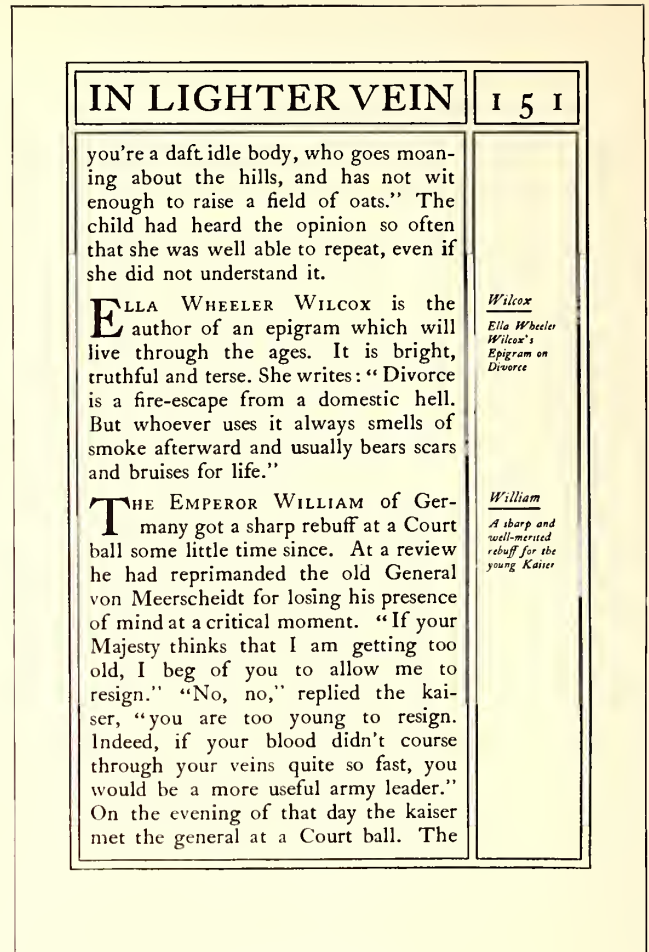 IN LIGHTER VEIN
151
you're a daft idle body, who goes moan-
ing about the hills, and has not wit
enough to raise a field of oats." The
child had heard the opinion so often
that she was well able to repeat, even if
she did not understand it.
ELLA WHEELER WILCOX is the
author of an epigram which will
live through the ages. It is bright,
truthful and terse. She writes: "Divorce
is a fire-escape from a domestic hell.
But whoever uses it always smells of
smoke afterward and usually bears scars
and bruises for life."
THE EMPEROR WILLIAM of Ger-
many got a sharp rebuff at a Court
ball some little time since. At a review
he had reprimanded the old General
von Meerscheidt for losing his presence
of mind at a critical moment. "If your
Majesty thinks that I am getting too
old, I beg of you to allow me to
resign." "No, no," replied the kai-
ser, "you are too young to resign.
Indeed, if your blood didn't course
through your veins quite so fast, you
would be a more useful army leader."
On the evening of that day the kaiser
met the general at a Court ball. The
Wilcox
Ella Wheeler
Wilcox's
Epigram on
Divorce
William
A sharp and
well-merited
rebuff for the
young Kaiser